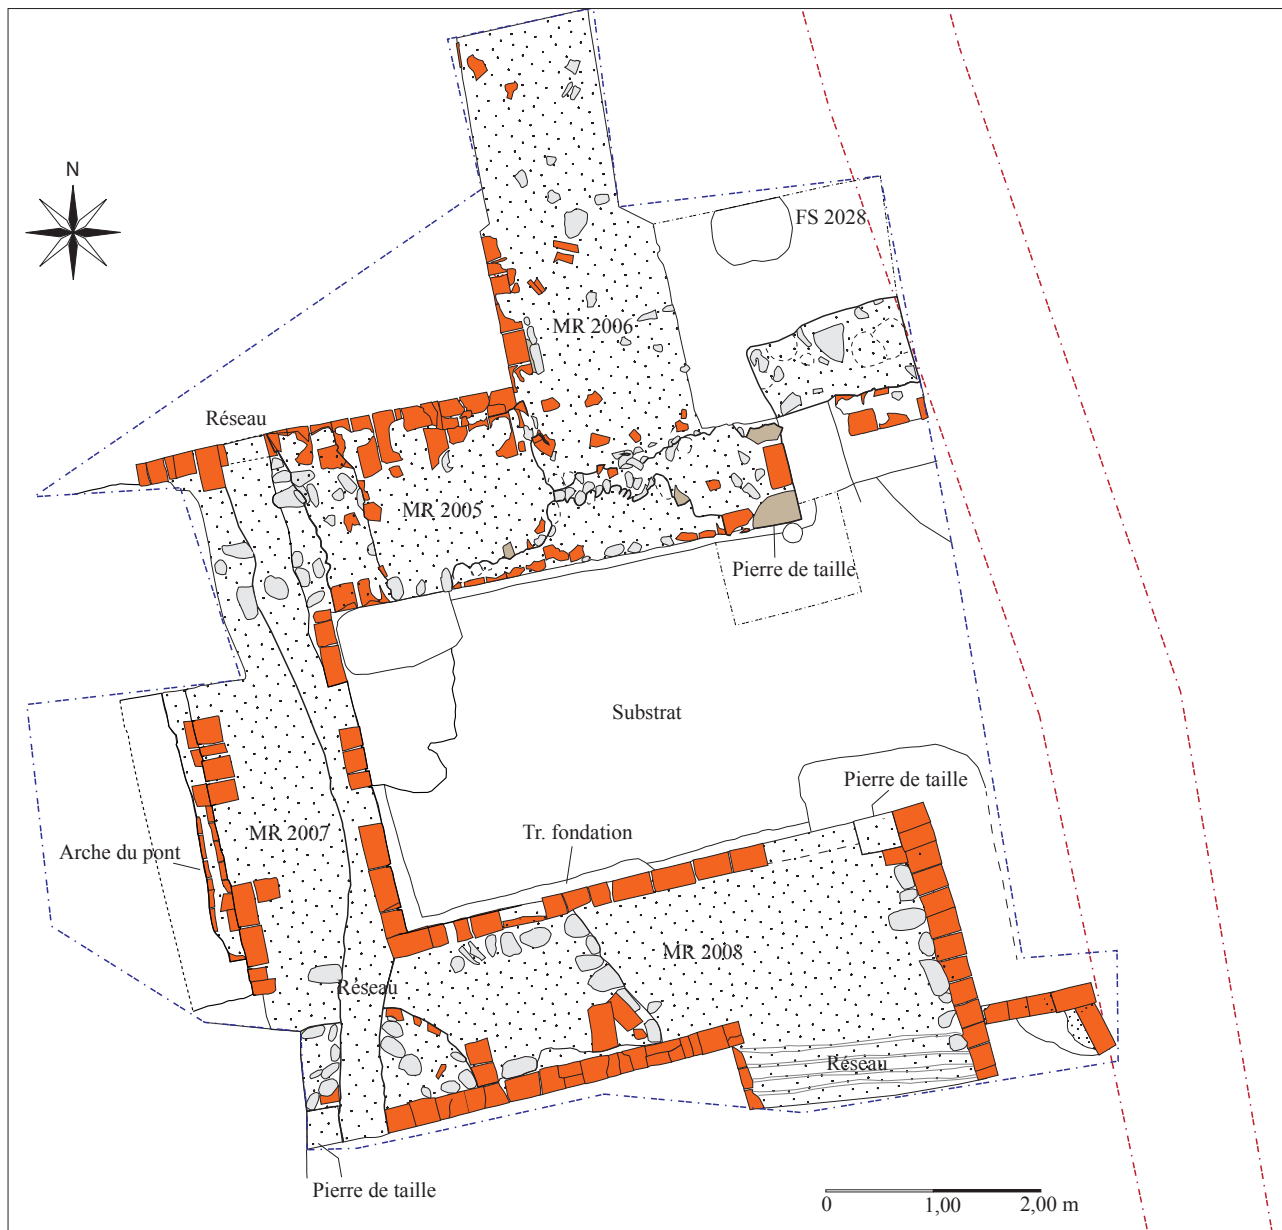 N
FS 2028
MR 2006
Réseau
MR 2005
Pierre de taille
Substrat
Pierre de taille
Tr. fondation
MR 2007
Arche du pont
MR 2008
Réseau
Réseau
Pierre de taille
0 1,00 2,00 m